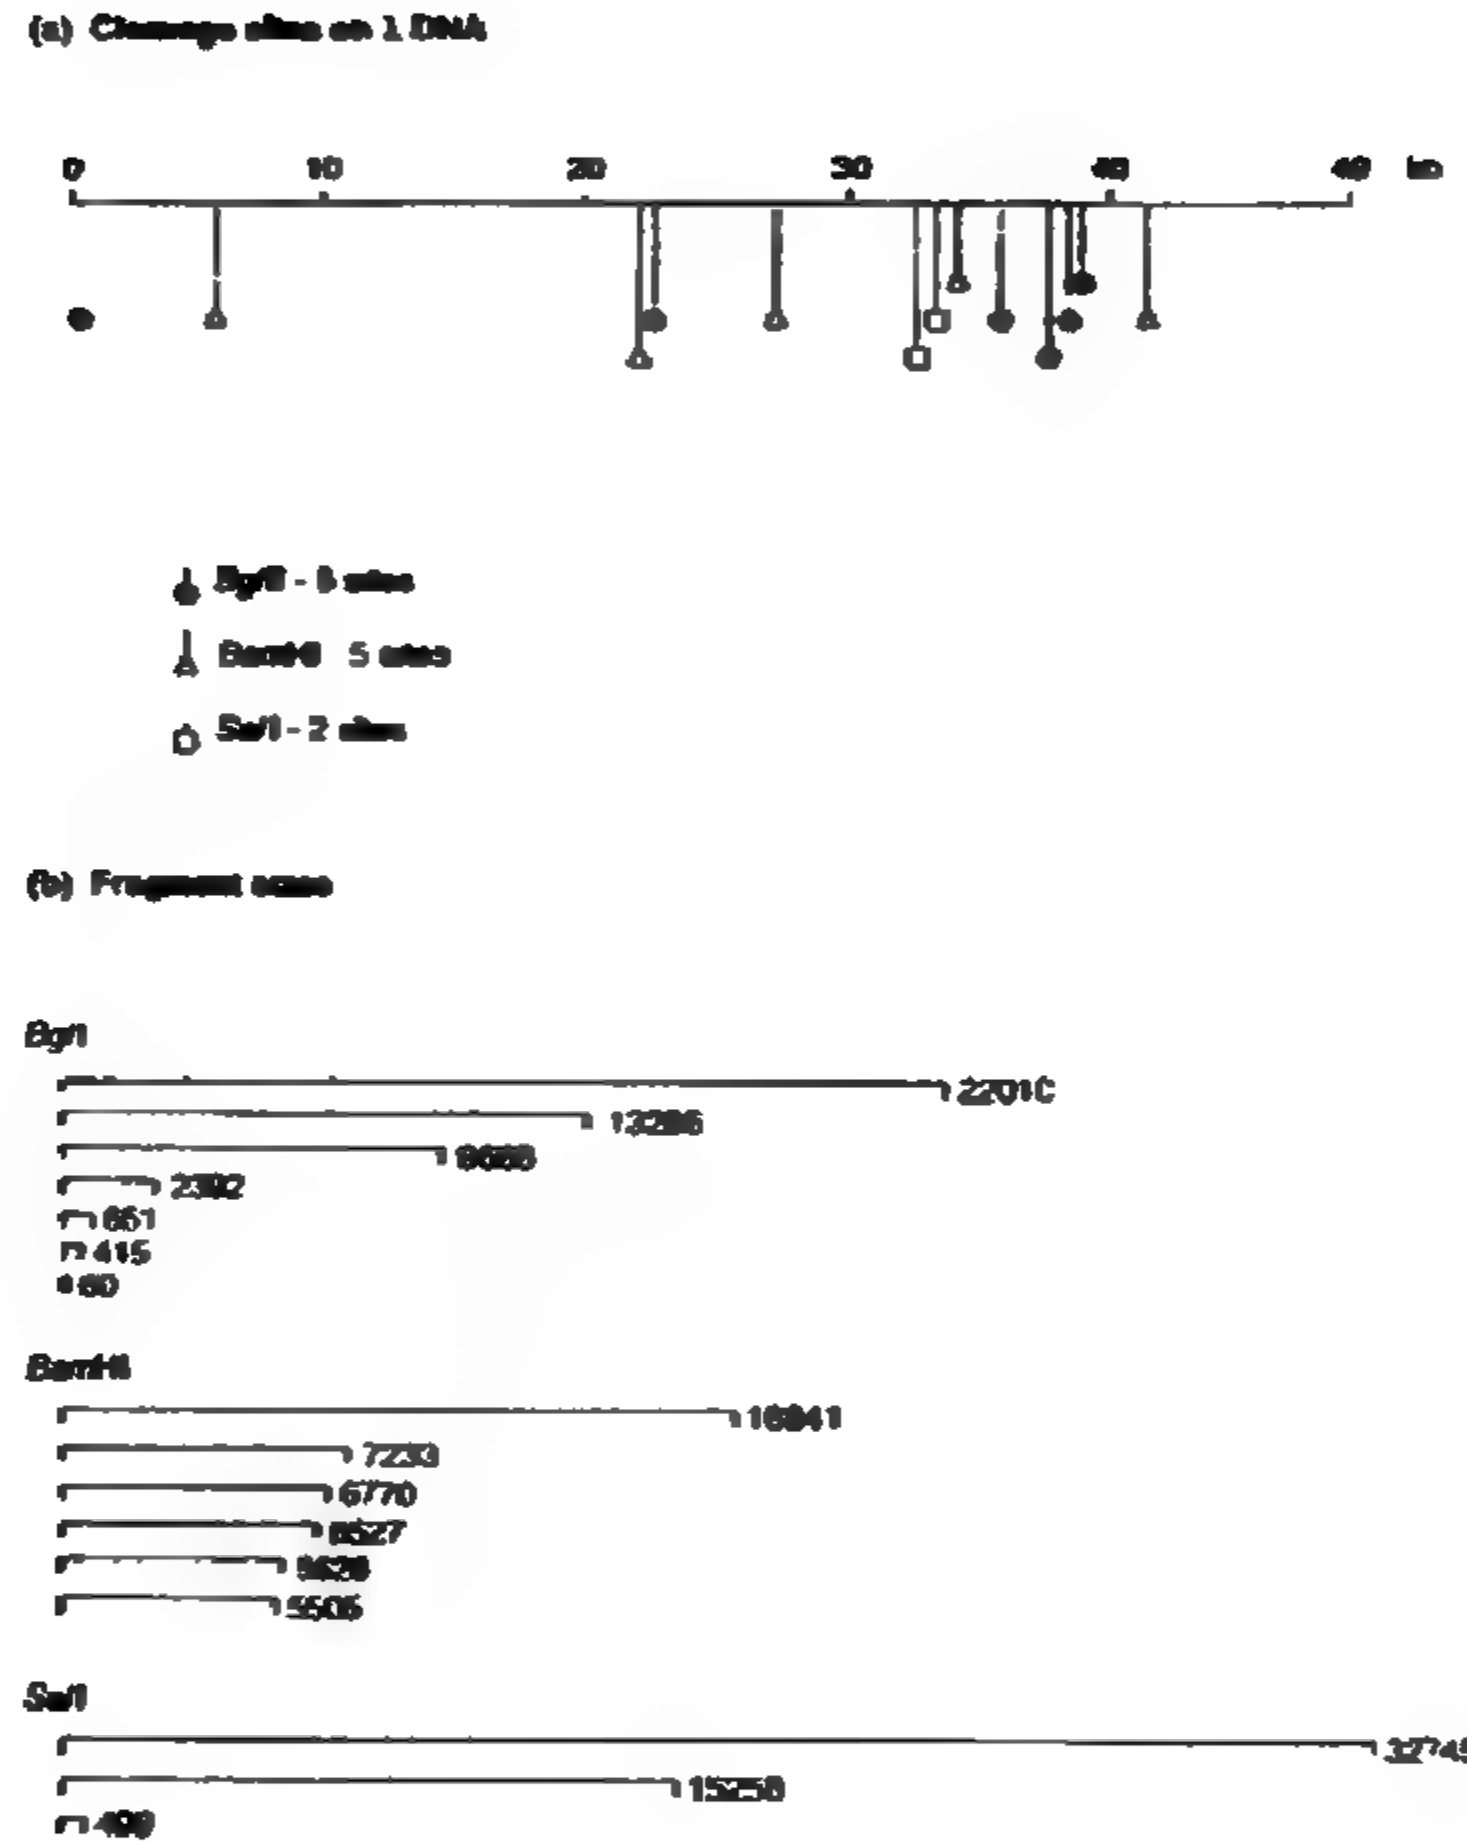 (a) Cleavage sites on λ DNA
0 10 20 30 40 49 kb
BglII - 6 sites
BamHI 5 sites
SalI - 2 sites
(b) Fragment sizes
BglII
22010
13286
2392
651
415
60
BamHI
16841
7233
6770
6527
5505
SalI
32745
15258
499